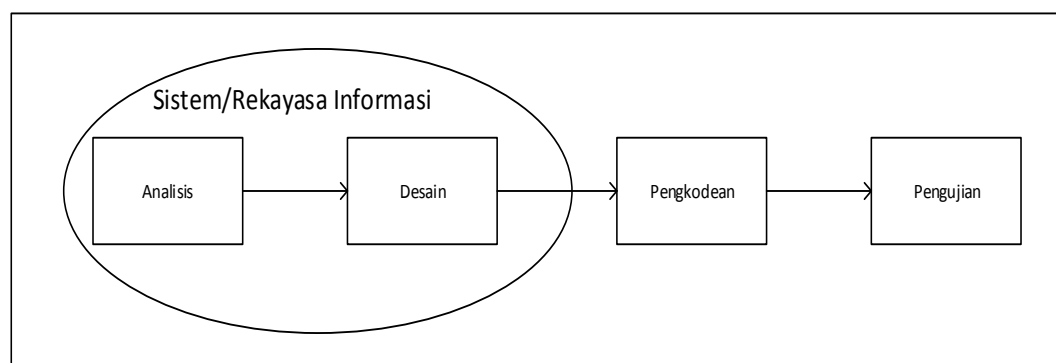 Sistem/Rekayasa Informasi
Analisis
Desain
Pengkodean
Pengujian